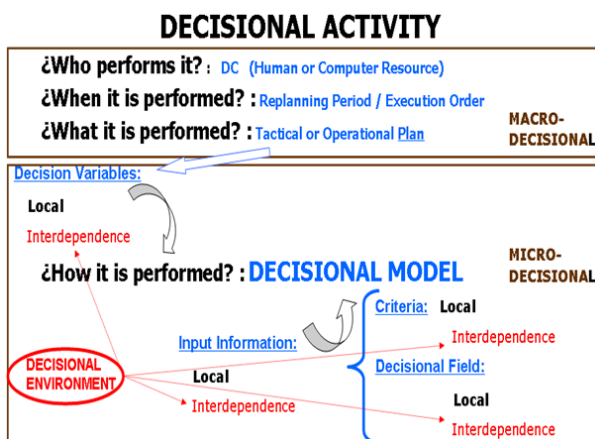 DECISIONAL ACTIVITY
¿Who performs it? : DC (Human or Computer Resource)
¿When it is performed? : Replanning Period / Execution Order
¿What it is performed? : Tactical or Operational Plan
MACRO-
DECISIONAL
Decision Variables:
Local
Interdependence
¿How it is performed? : DECISIONAL MODEL
MICRO-
DECISIONAL
Criteria: Local
Interdependence
Input Information:
Decisional Field:
DECISIONAL
ENVIRONMENT
Local
Interdependence
Local
Interdependence